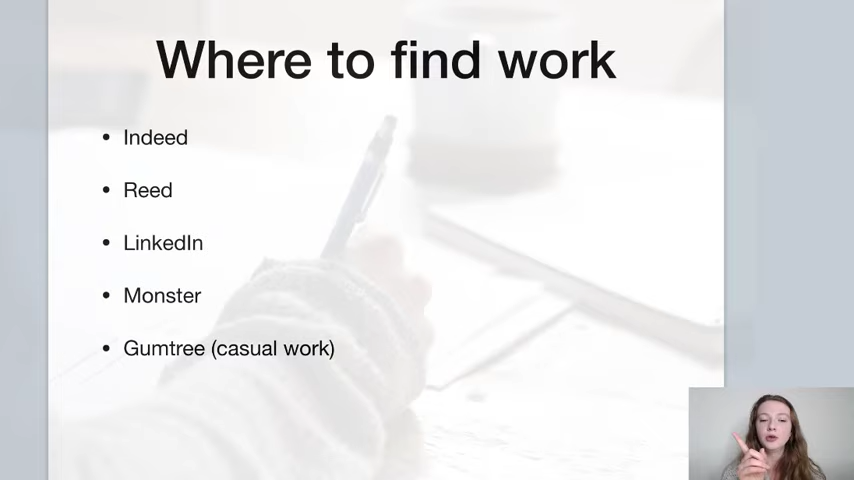 Where to find work
• Indeed
• Reed
• LinkedIn
• Monster
• Gumtree (casual work)